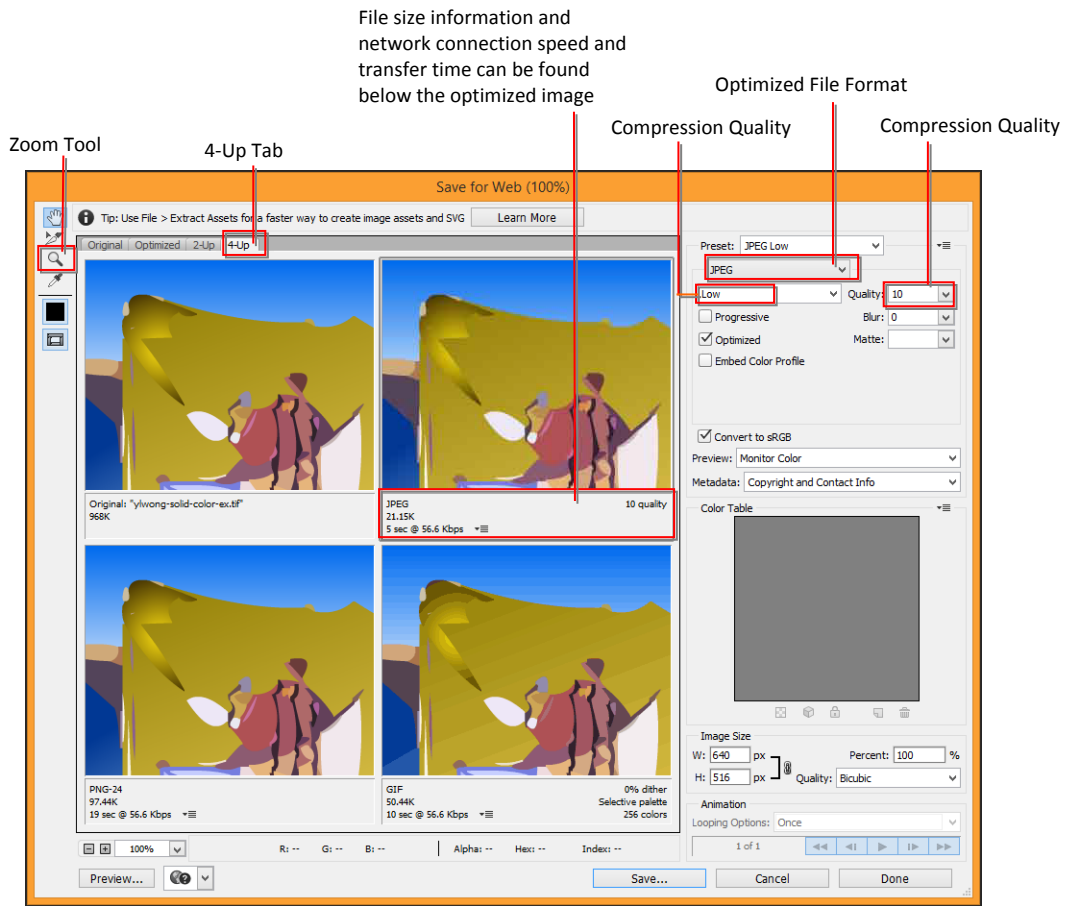 File size information and
network connection speed and
transfer time can be found
below the optimized image
Optimized File Format
Compression Quality
Compression Quality
Zoom Tool
4-Up Tab
Save for Web (100%)
Tip: Use File > Extract Assets for a faster way to create image assets and SVG
Learn More
Original
Optimized
2-Up
4-Up
Preset: JPEG Low
JPEG
Low
Quality: 10
Progressive
Blur: 0
Optimized
Matte:
Embed Color Profile
Convert to sRGB
Preview: Monitor Color
Metadata: Copyright and Contact Info
Original: "ylwong-solid-color-ex.tif"
968K
JPEG
10 quality
21.15K
5 sec @ 56.6 Kbps
Color Table
PNG-24
97.44K
19 sec @ 56.6 Kbps
GIF
0% dither
50.44K
Selective palette
10 sec @ 56.6 Kbps
256 colors
Image Size
W: 640 px
Percent: 100 %
H: 516 px
Quality: Bicubic
Animation
Looping Options: Once
1 of 1
100%
R: --
G: --
B: --
Alpha: --
Hex: --
Index: --
Preview...
Save...
Cancel
Done